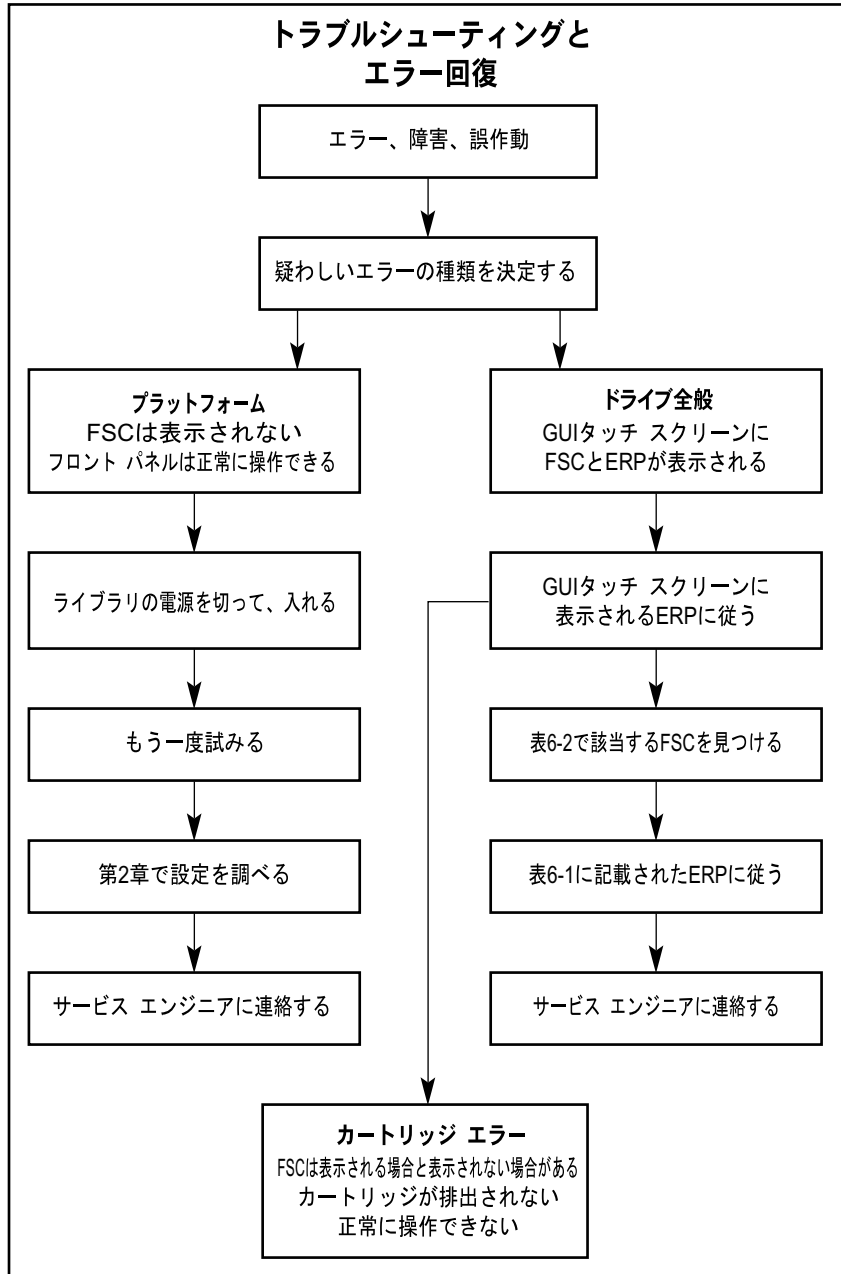 トラブルシューティングと
エラー回復
エラー、障害、誤作動
疑わしいエラーの種類を決定する
プラットフォーム
FSCは表示されない
フロント パネルは正常に操作できる
ライブラリの電源を切って、入れる
もう一度試みる
第2章で設定を調べる
サービス エンジニアに連絡する
ドライブ全般
GUIタッチ スクリーンに
FSCとERPが表示される
GUIタッチ スクリーンに
表示されるERPに従う
表6-2で該当するFSCを見つける
表6-1に記載されたERPに従う
サービス エンジニアに連絡する
カートリッジ エラー
FSCは表示される場合と表示されない場合がある
カートリッジが排出されない
正常に操作できない